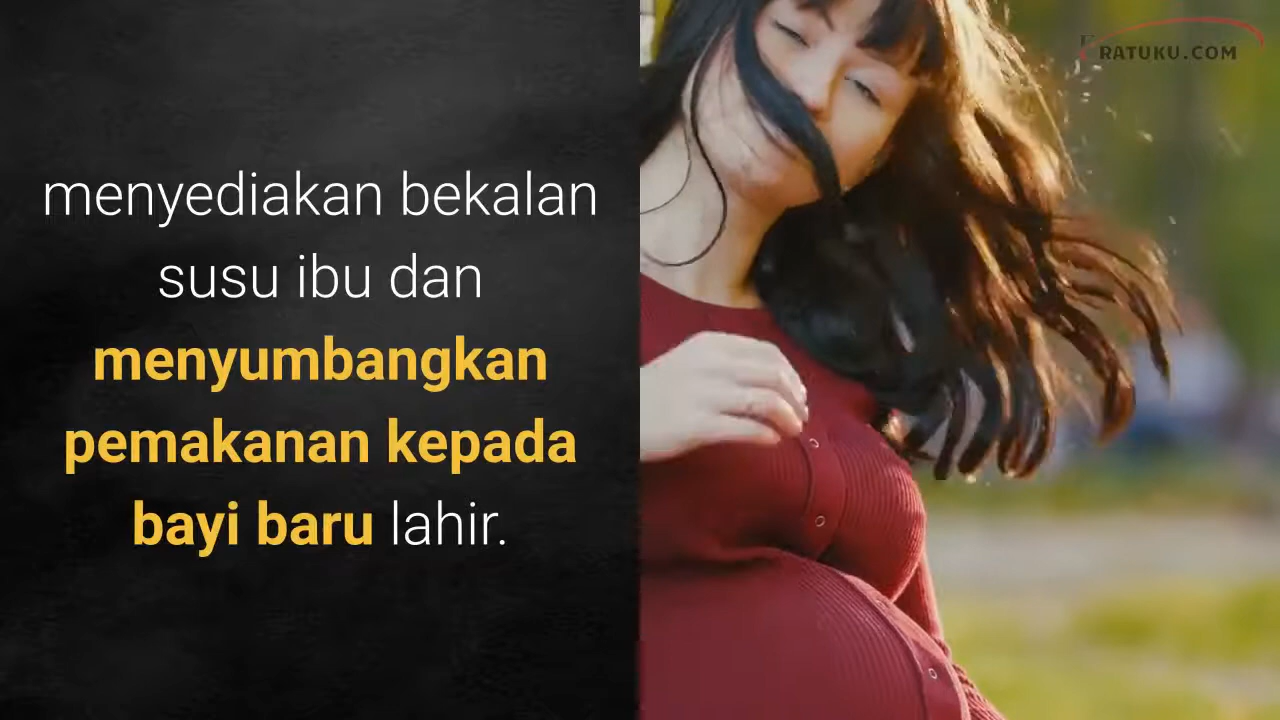 menyediakan bekalan
susu ibu dan
menyumbangkan
pemakanan kepada
bayi baru lahir.
RATUKU.COM